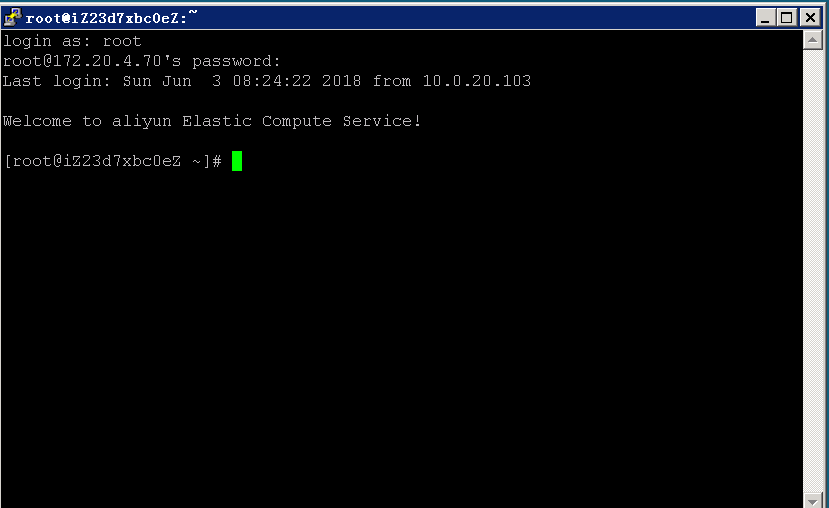 root@iZ23d7xbc0eZ:~
login as: root
root@172.20.4.70's password:
Last login: Sun Jun  3 08:24:22 2018 from 10.0.20.103
Welcome to aliyun Elastic Compute Service!
[root@iZ23d7xbc0eZ ~]#